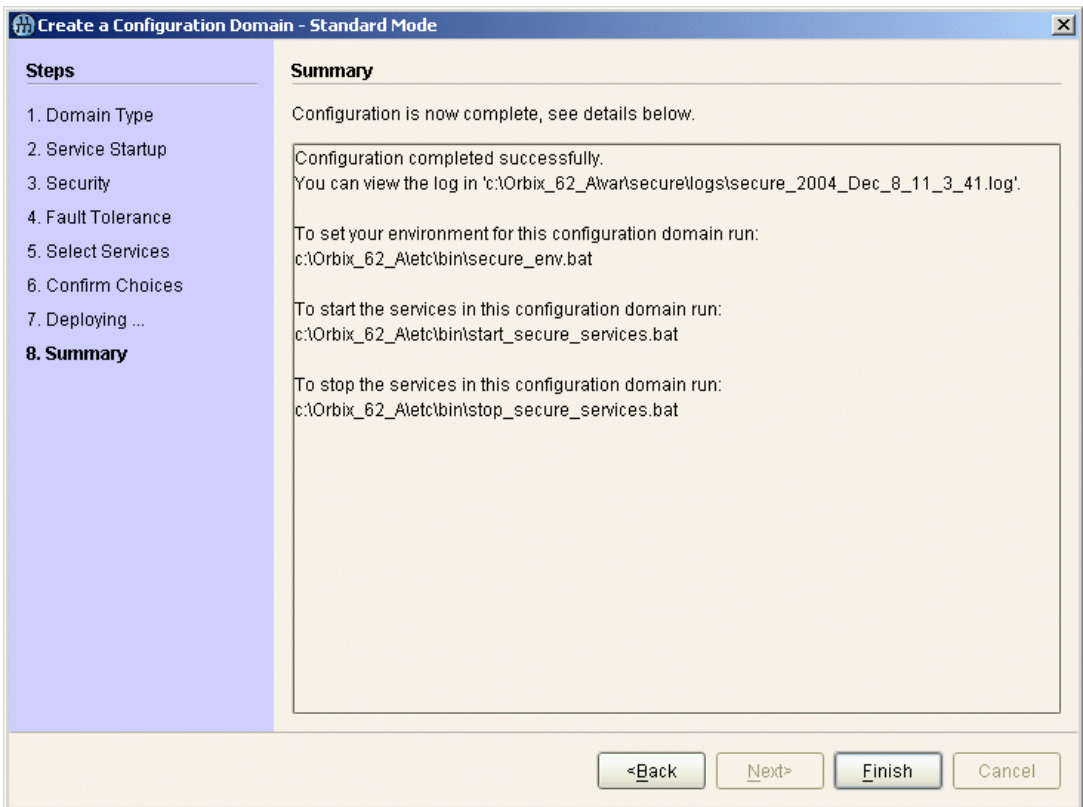 Create a Configuration Domain - Standard Mode
Steps
1. Domain Type
2. Service Startup
3. Security
4. Fault Tolerance
5. Select Services
6. Confirm Choices
7. Deploying ...
8. Summary
Summary
Configuration is now complete, see details below.
Configuration completed successfully.
You can view the log in 'c:\Orbix_62_A\var\secure\logs\secure_2004_Dec_8_11_3_41.log'.
To set your environment for this configuration domain run:
c:\Orbix_62_A\etc\bin\secure_env.bat
To start the services in this configuration domain run:
c:\Orbix_62_A\etc\bin\start_secure_services.bat
To stop the services in this configuration domain run:
c:\Orbix_62_A\etc\bin\stop_secure_services.bat
<Back
Next>
Finish
Cancel